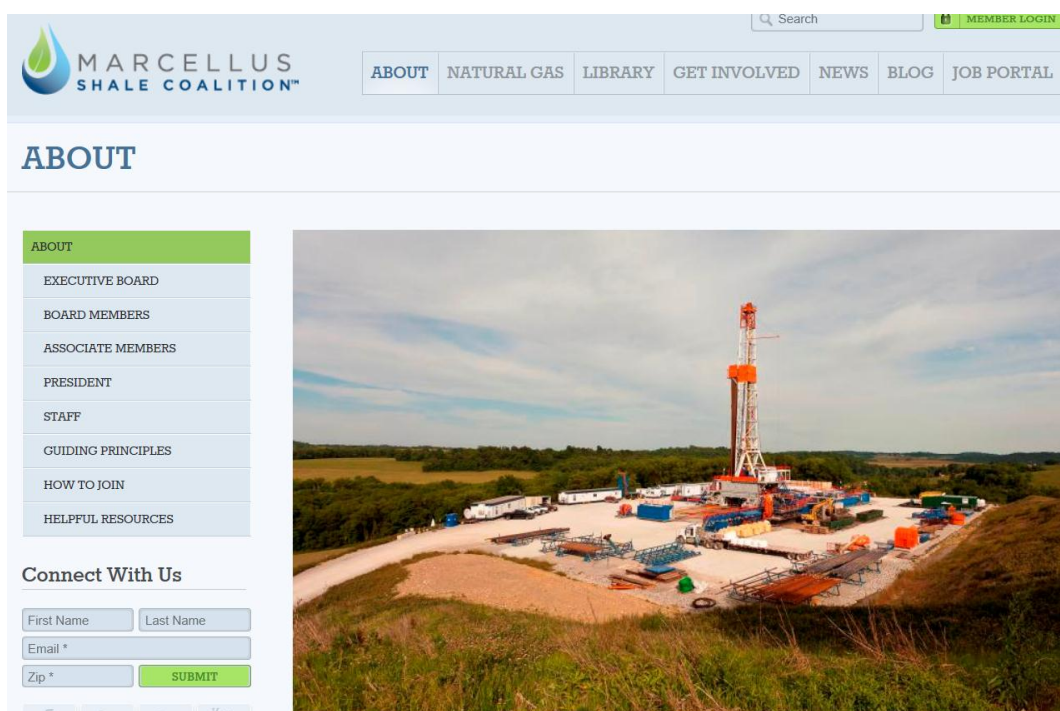 Search
MEMBER LOGIN
MARCELLUS
SHALE COALITION™
ABOUT NATURAL GAS LIBRARY GET INVOLVED NEWS BLOG JOB PORTAL
ABOUT
ABOUT
EXECUTIVE BOARD
BOARD MEMBERS
ASSOCIATE MEMBERS
PRESIDENT
STAFF
GUIDING PRINCIPLES
HOW TO JOIN
HELPFUL RESOURCES
Connect With Us
First Name Last Name
Email *
Zip * SUBMIT